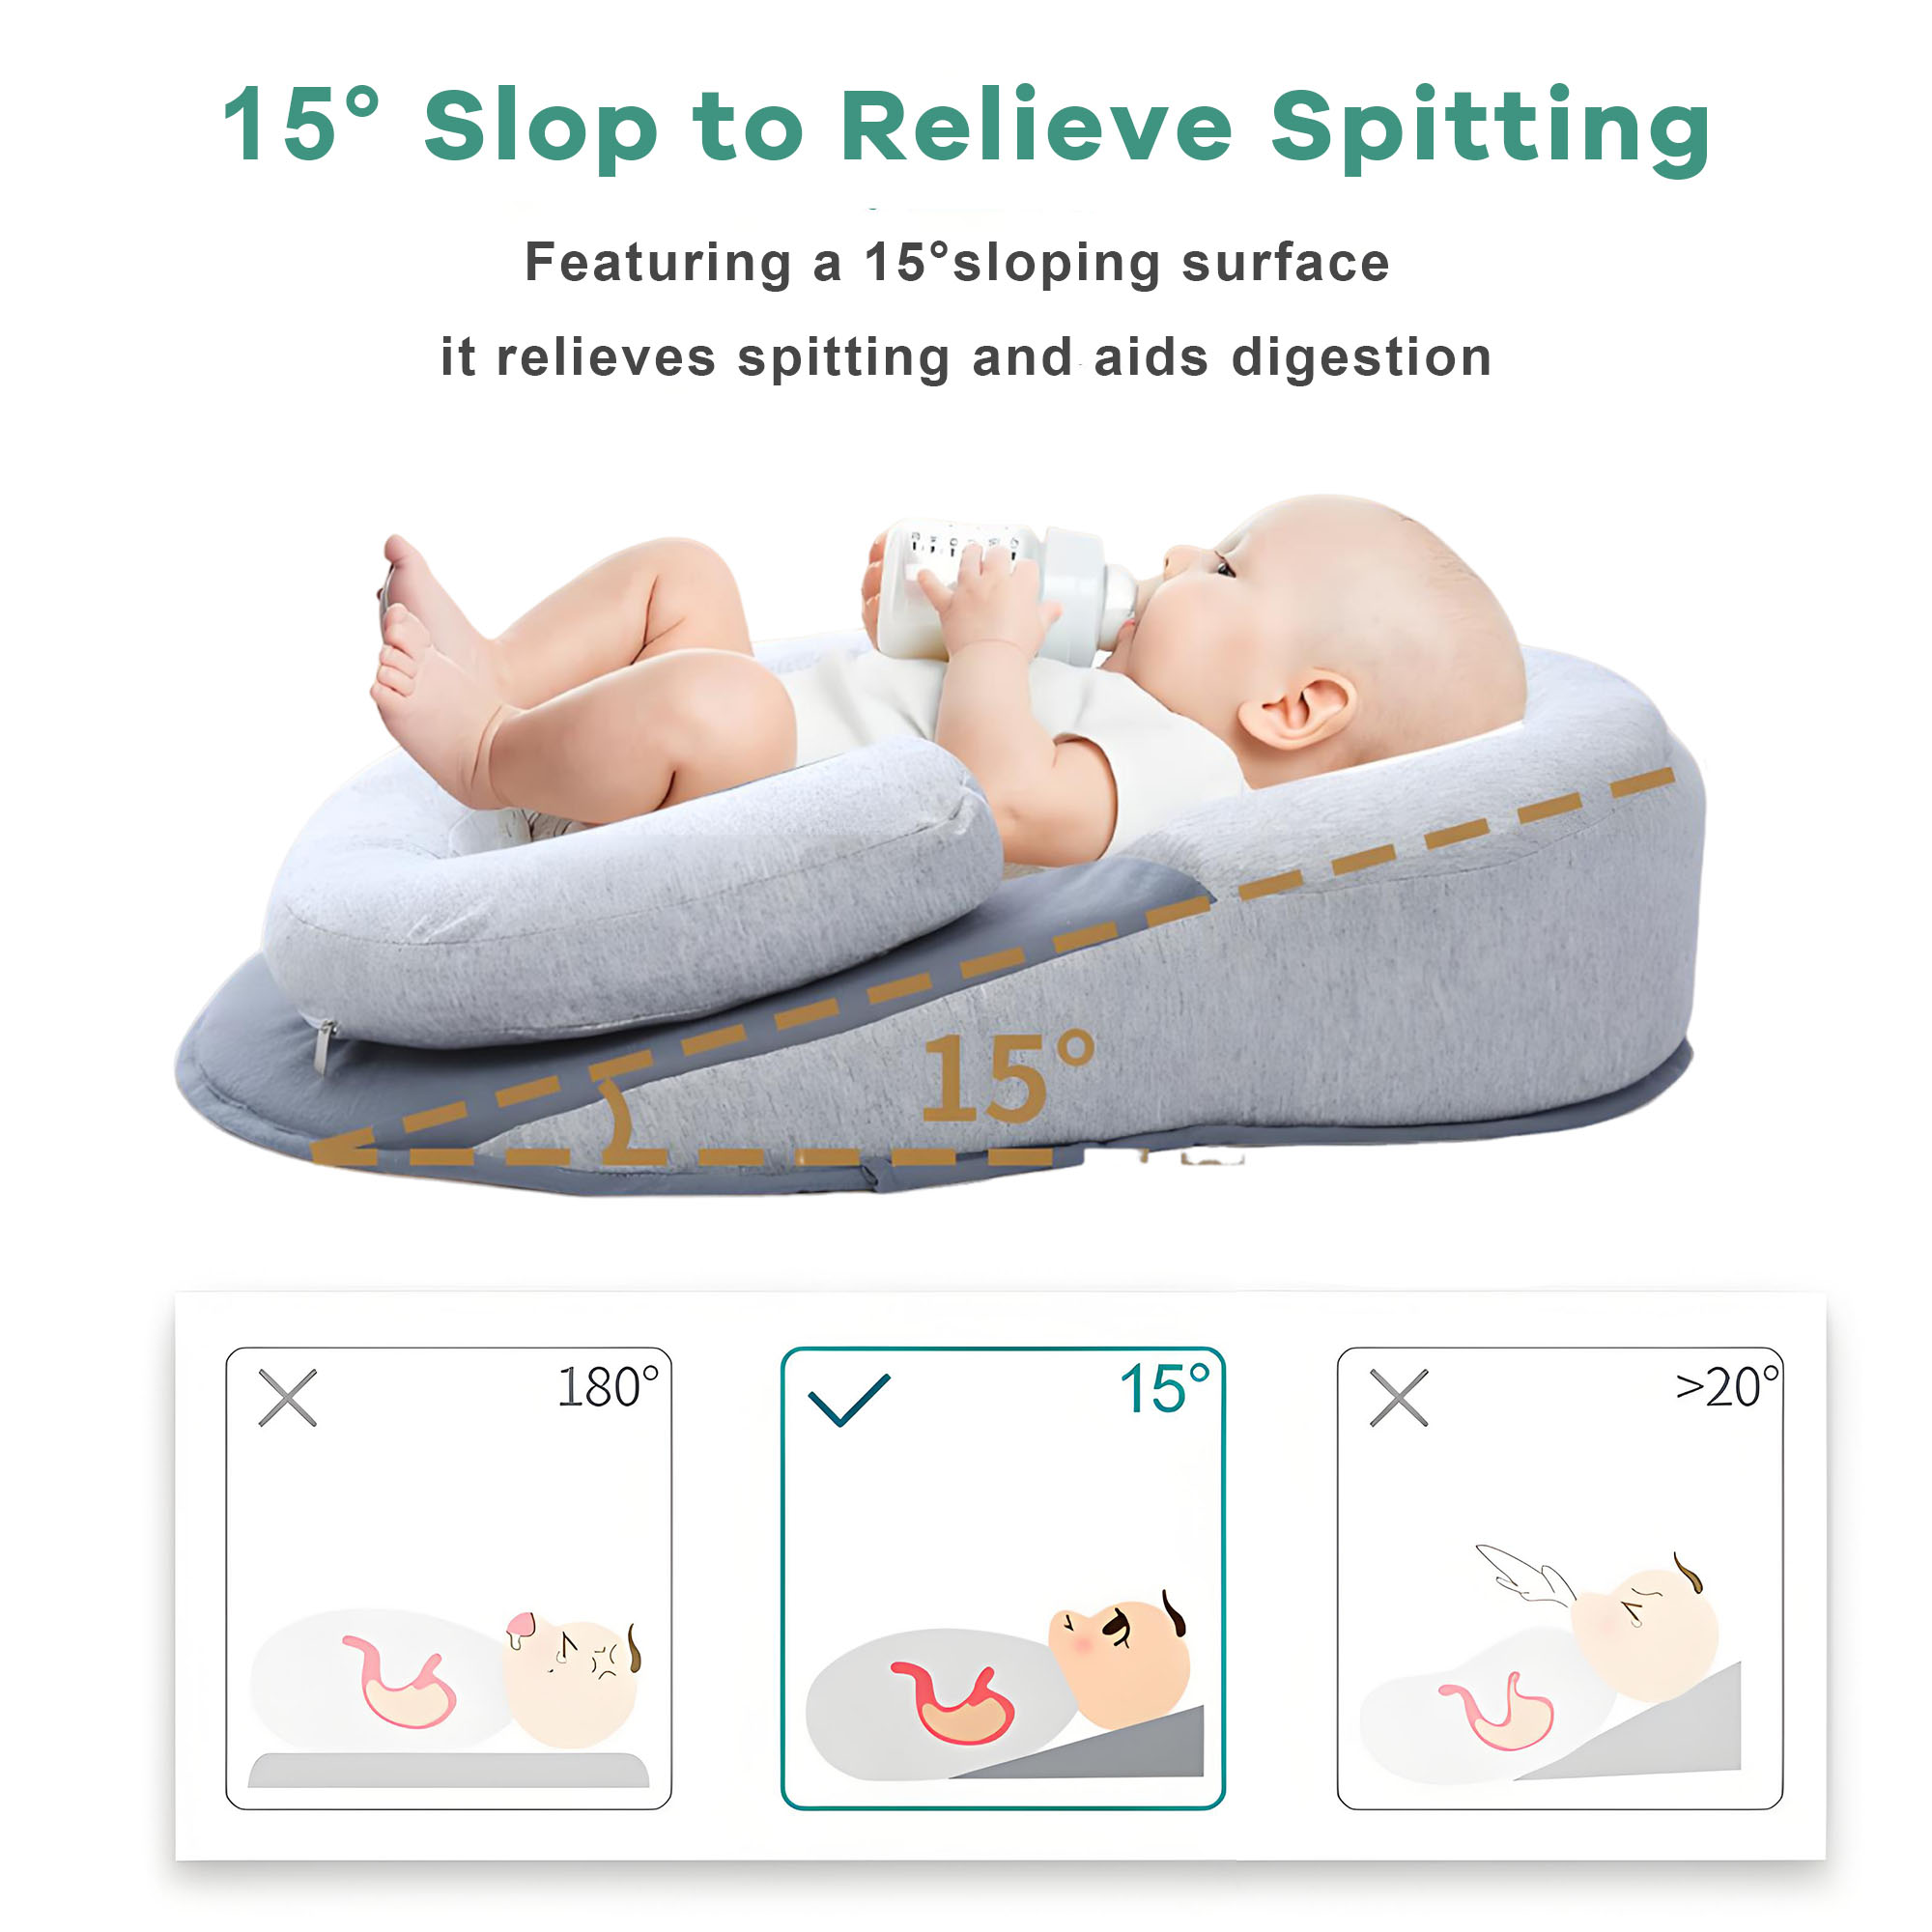 15° Slop to Relieve Spitting
Featuring a 15°sloping surface
it relieves spitting and aids digestion
15°
180°
15°
>20°